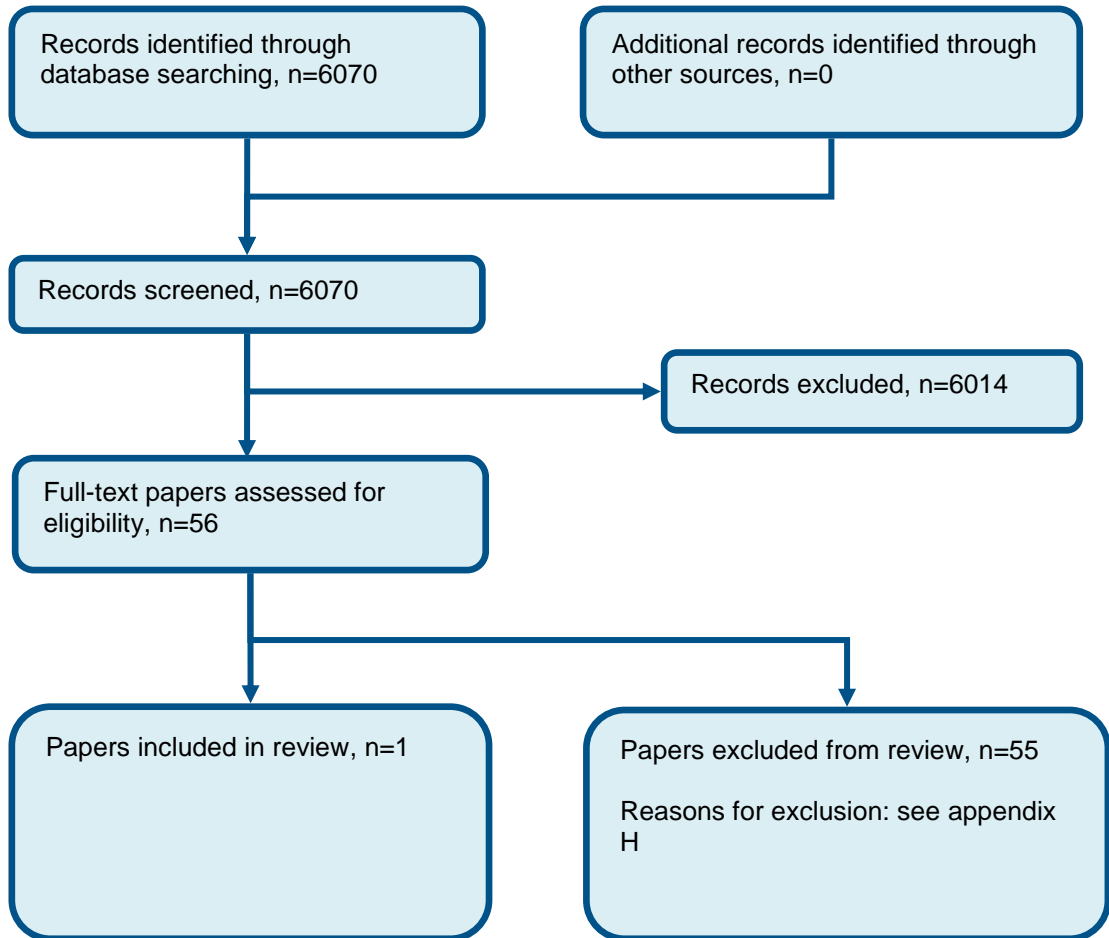 Records identified through
database searching, n=6070
Additional records identified through
other sources, n=0
Records screened, n=6070
Records excluded, n=6014
Full-text papers assessed for
eligibility, n=56
Papers included in review, n=1
Papers excluded from review, n=55
Reasons for exclusion: see appendix
H